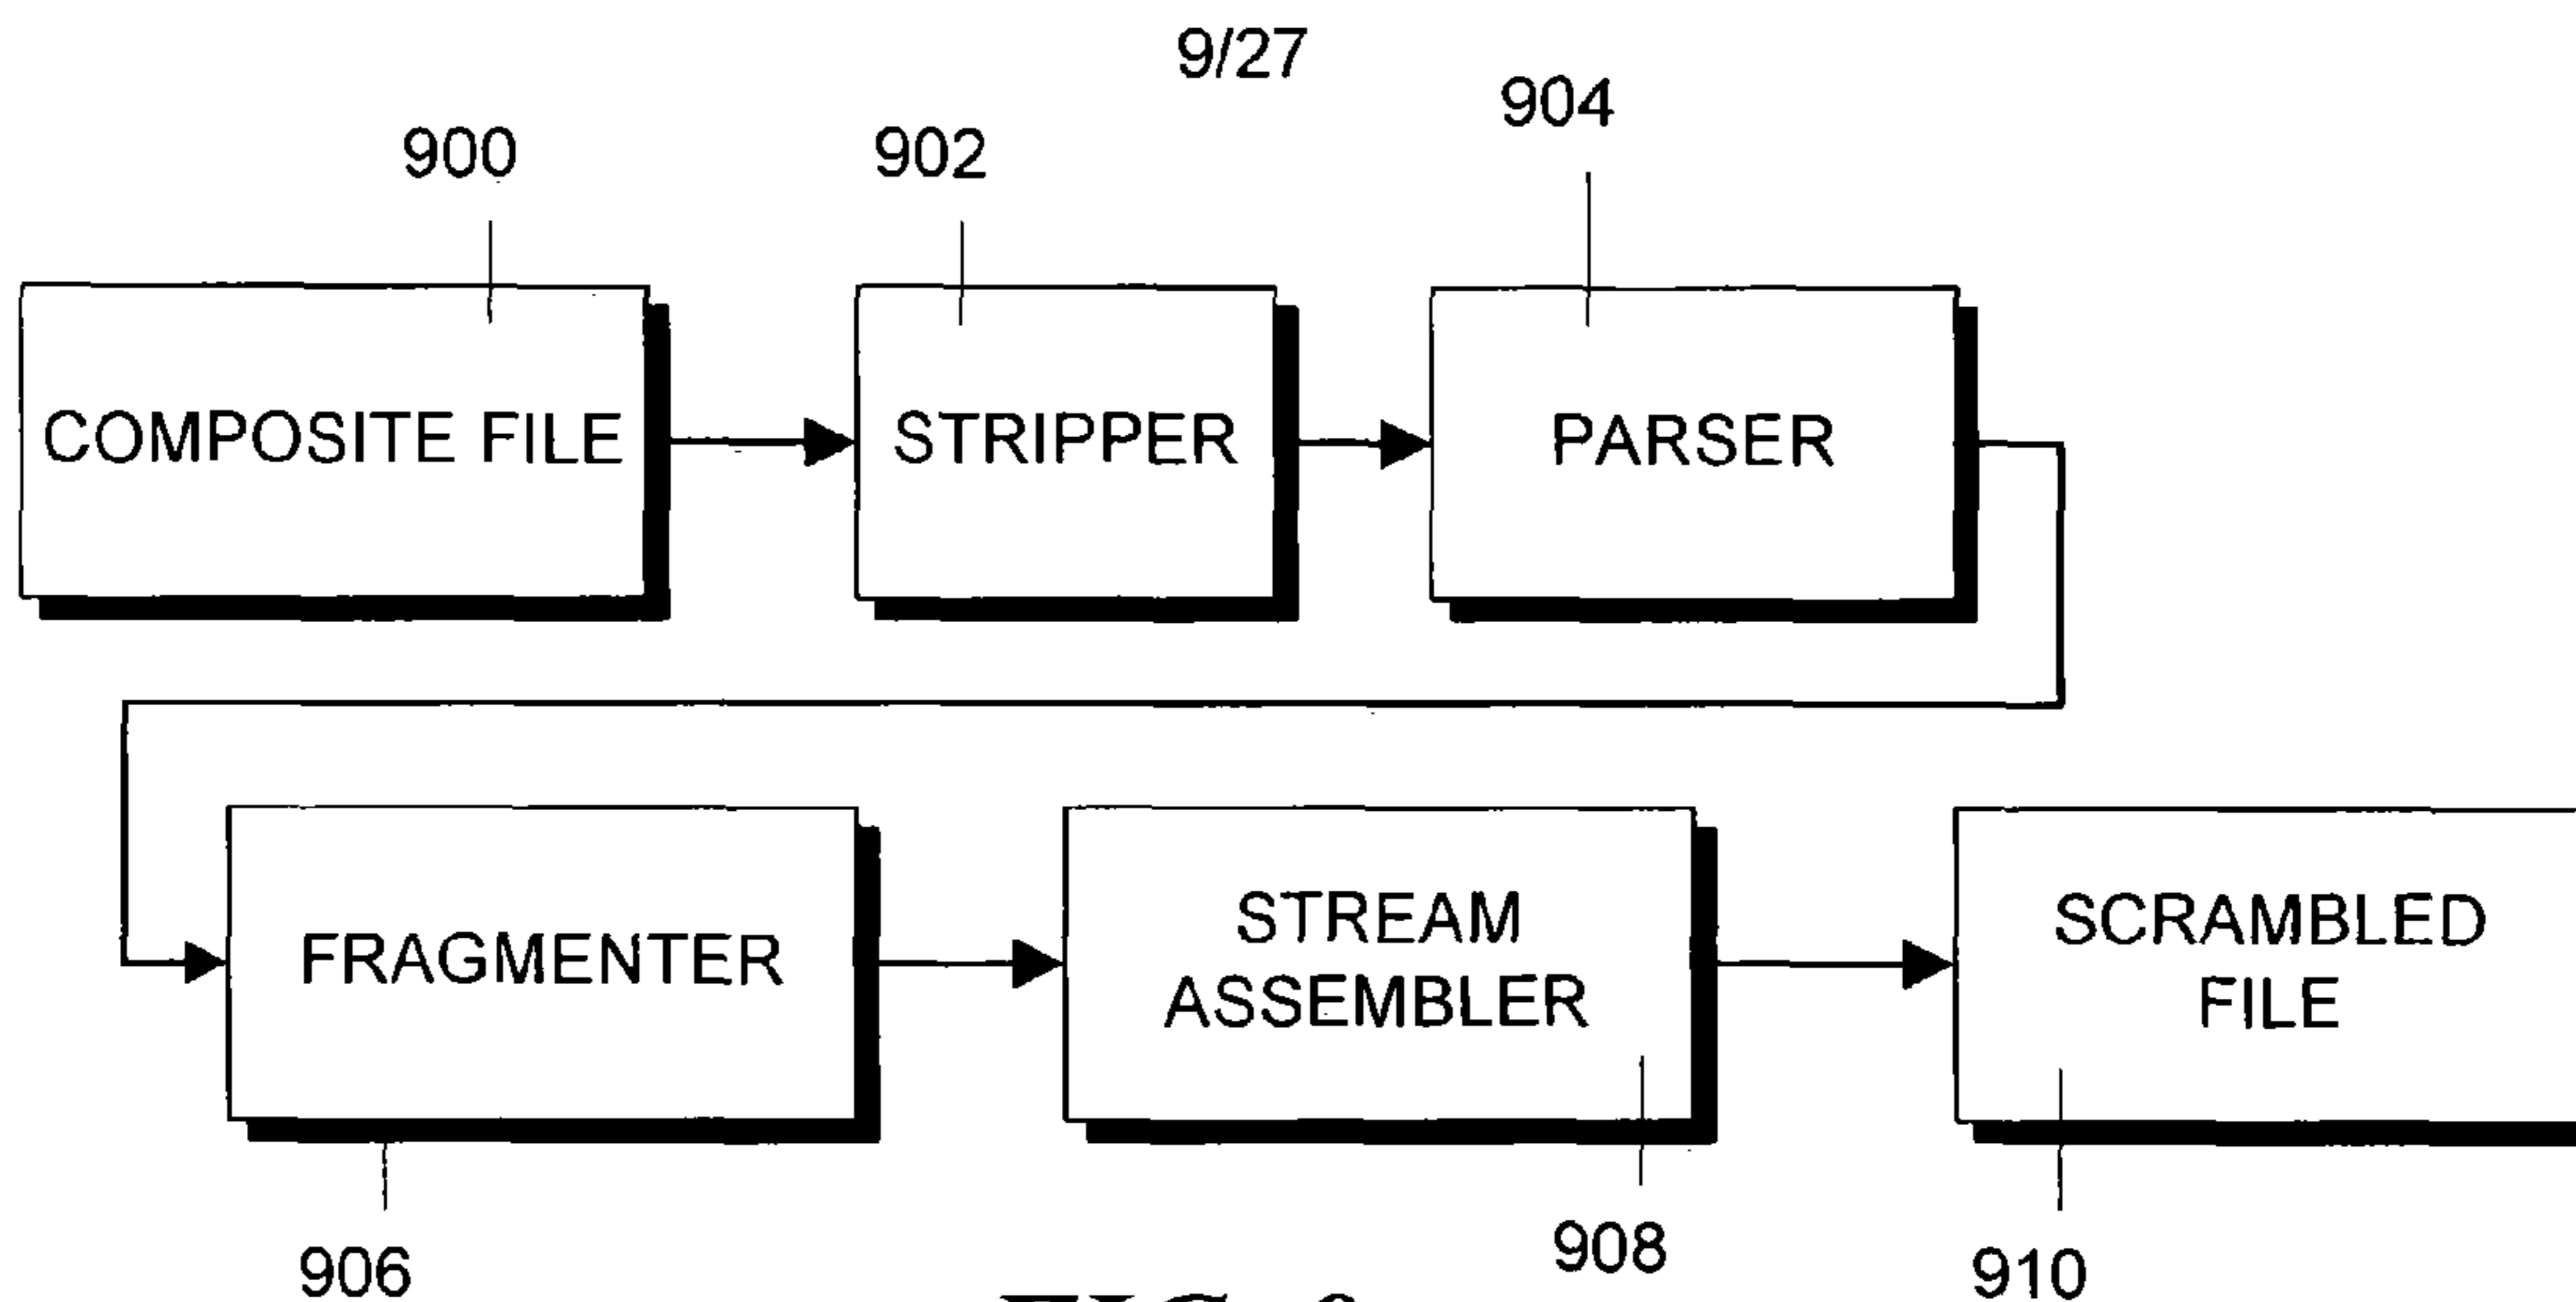 9/27
900
902
904
COMPOSITE FILE
STRIPPER
PARSER
FRAGMENTER
STREAM
ASSEMBLER
SCRAMBLED
FILE
906
908
910